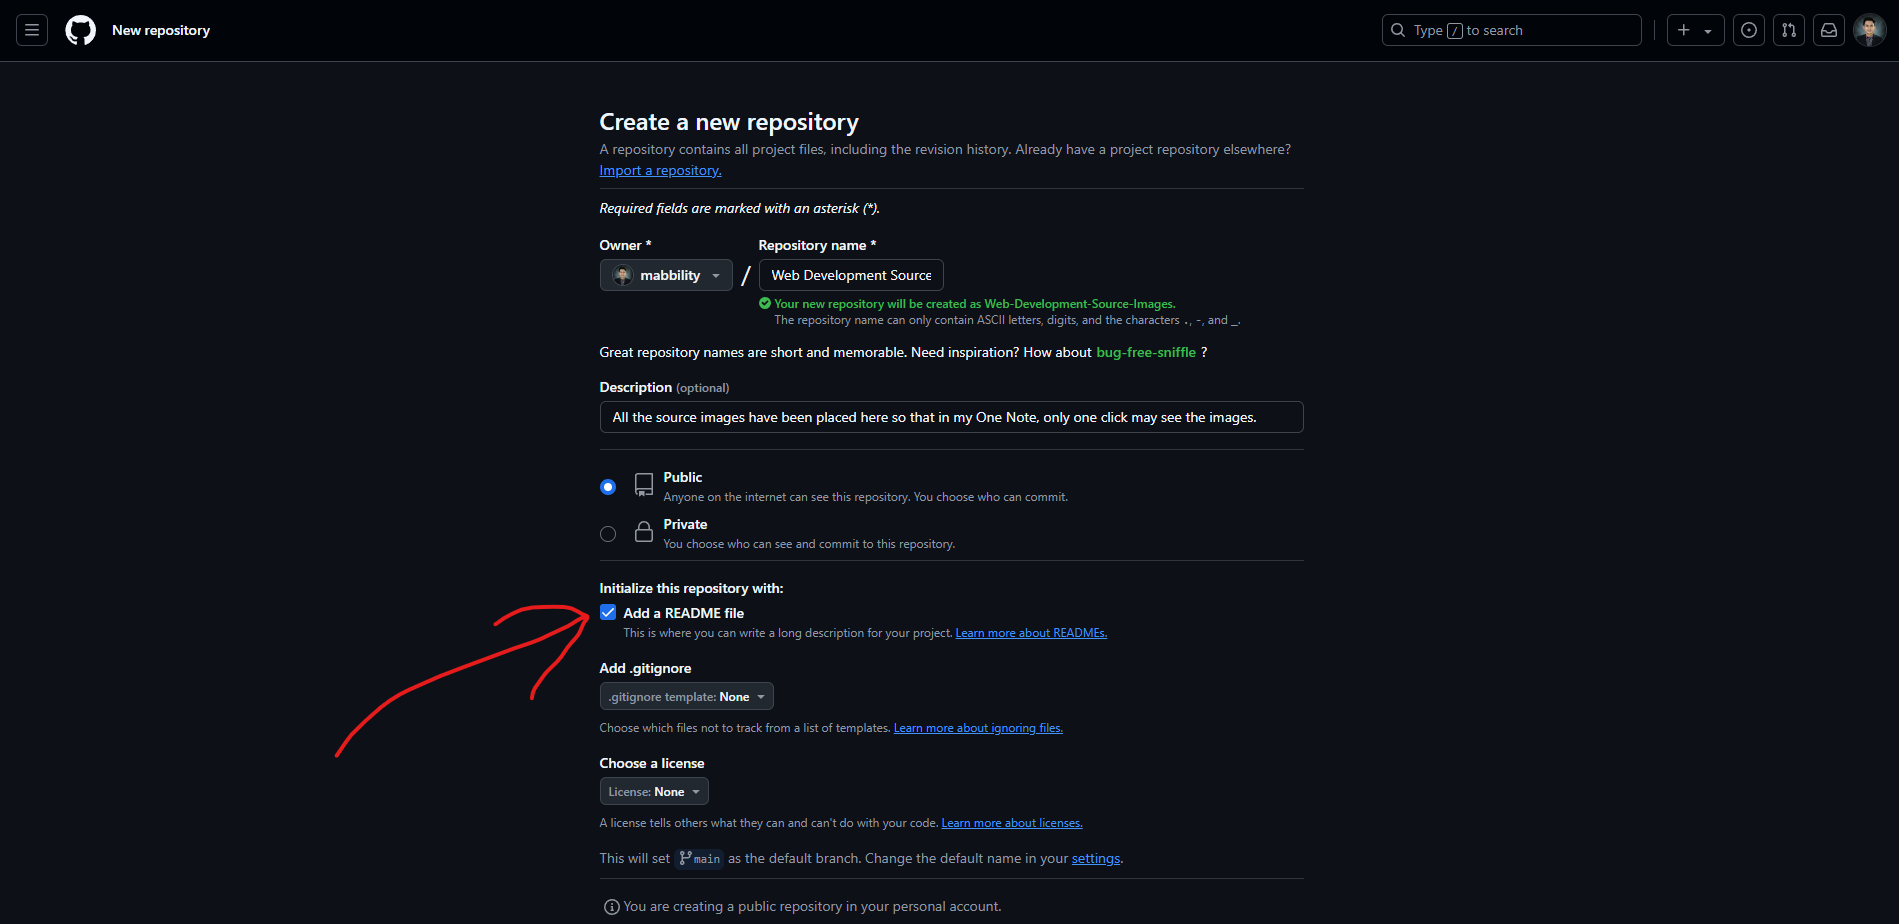 New repository
Type / to search
Create a new repository
A repository contains all project files, including the revision history. Already have a project repository elsewhere?
Import a repository.
Required fields are marked with an asterisk (*).
Owner * Repository name *
mabbility / Web Development Source
Your new repository will be created as Web-Development-Source-Images.
The repository name can only contain ASCII letters, digits, and the characters ., -, and _.
Great repository names are short and memorable. Need inspiration? How about bug-free-sniffle ?
Description (optional)
All the source images have been placed here so that in my One Note, only one click may see the images.
Public
Anyone on the internet can see this repository. You choose who can commit.
Private
You choose who can see and commit to this repository.
Initialize this repository with:
Add a README file
This is where you can write a long description for your project. Learn more about READMEs.
Add .gitignore
.gitignore template: None
Choose which files not to track from a list of templates. Learn more about ignoring files.
Choose a license
License: None
A license tells others what they can and can't do with your code. Learn more about licenses.
This will set main as the default branch. Change the default name in your settings.
You are creating a public repository in your personal account.